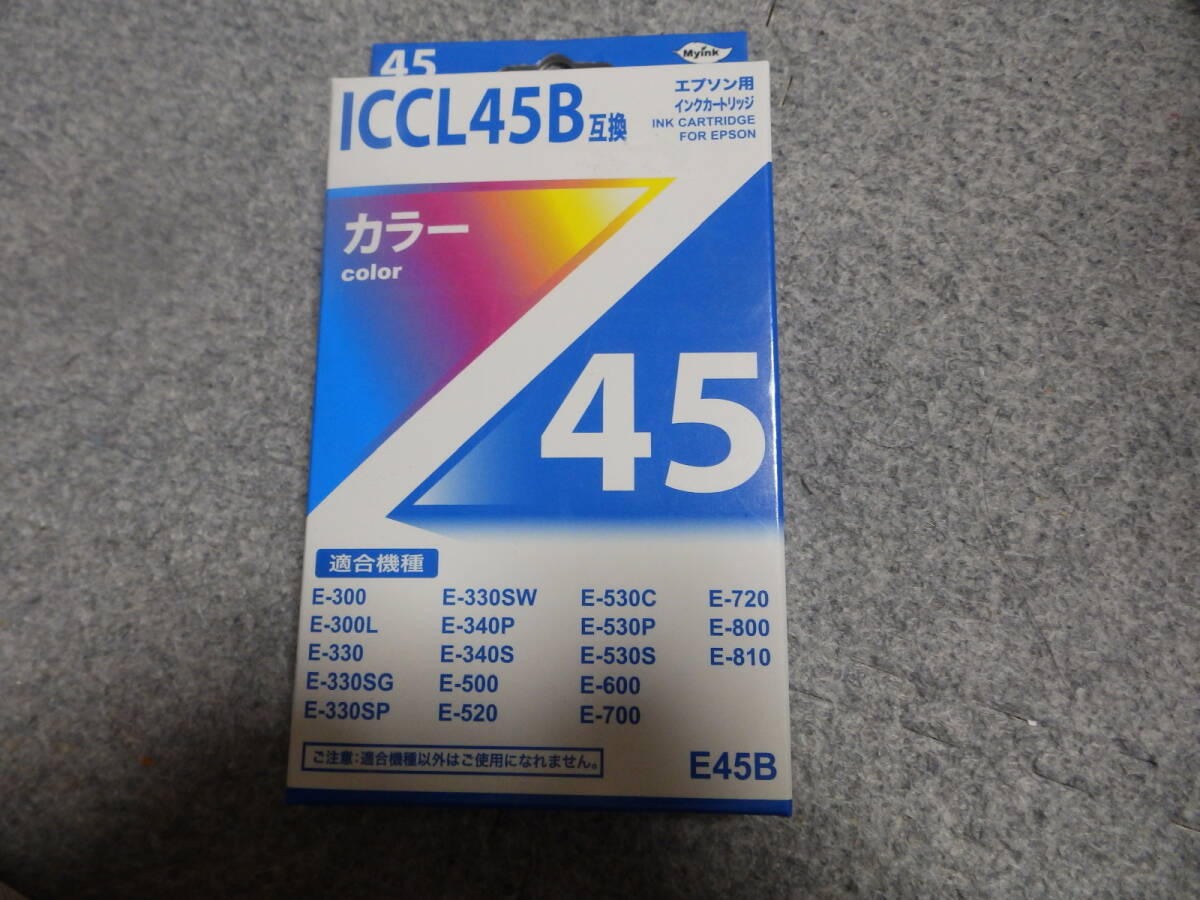 45
Myink
ICCL45B互換
エプソン用
インクカートリッジ
INK CARTRIDGE
FOR EPSON
カラー
color
45
適合機種
E-300 E-330SW E-530C E-720
E-300L E-340P E-530P E-800
E-330 E-340S E-530S E-810
E-330SG E-500 E-600
E-330SP E-520 E-700
ご注意:適合機種以外はご使用になれません。
E45B